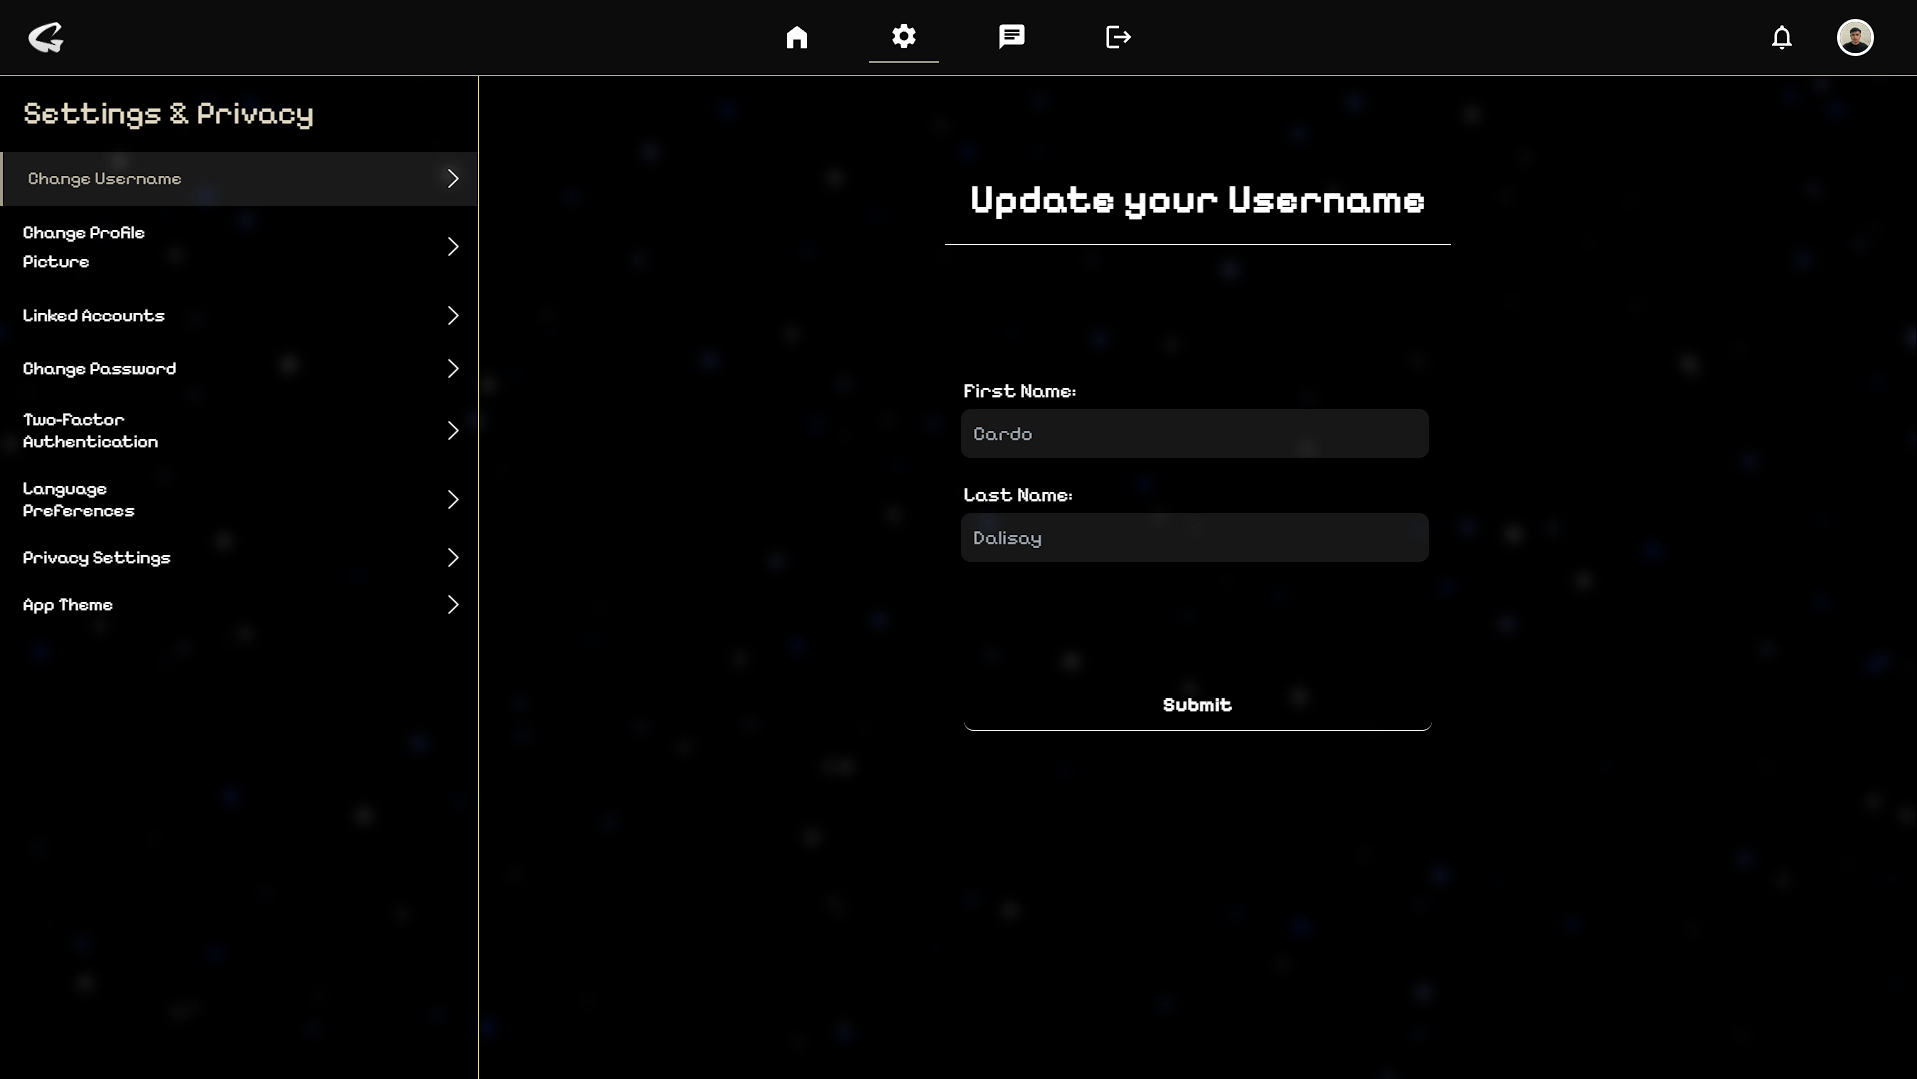 Settings & Privacy
Change Username
Change Profile
Picture
Linked Accounts
Change Password
Two-Factor
Authentication
Language
Preferences
Privacy Settings
App Theme
Update your Username
First Name:
Cardo
Last Name:
Dalisay
Submit